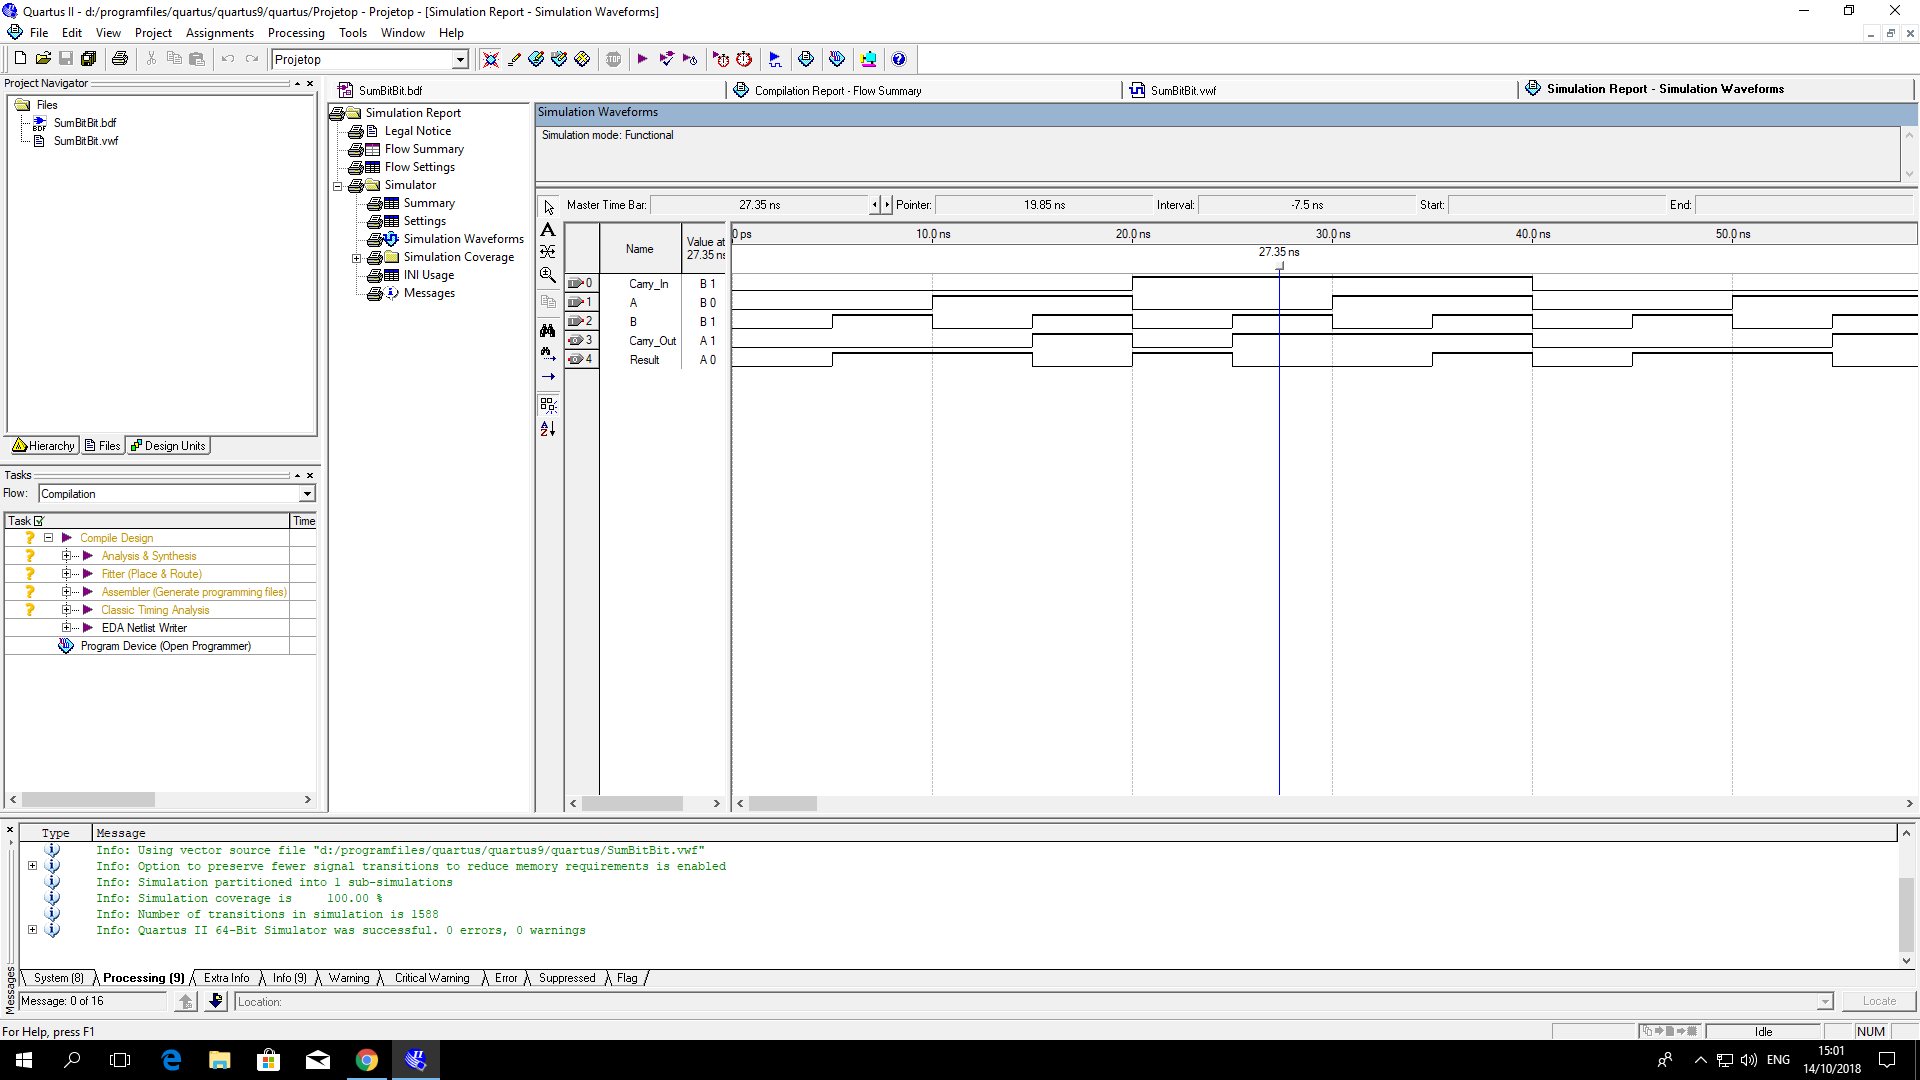 Quartus II - d:/programfiles/quartus/quartus9/quartus/Projetop - Projetop - [Simulation Report - Simulation Waveforms]
File Edit View Project Assignments Processing Tools Window Help
Projetop
Project Navigator
Files
SumBitBit.bdf
SumBitBit.vwf
Hierarchy Files Design Units
Tasks
Flow: Compilation
Task Time
Compile Design
Analysis & Synthesis
Fitter (Place & Route)
Assembler (Generate programming files)
Classic Timing Analysis
EDA Netlist Writer
Program Device (Open Programmer)
SumBitBit.bdf Compilation Report - Flow Summary SumBitBit.vwf Simulation Report - Simulation Waveforms
Simulation Report
Legal Notice
Flow Summary
Flow Settings
Simulator
Summary
Settings
Simulation Waveforms
Simulation Coverage
INI Usage
Messages
Simulation Waveforms
Simulation mode: Functional
Master Time Bar: 27.35 ns Pointer: 19.85 ns Interval: -7.5 ns Start: End:
Name Value at 27.35 ns
0 ps 10.0 ns 20.0 ns 30.0 ns 40.0 ns 50.0 ns
27.35 ns
0 Carry_In B 1
1 A B 0
2 B B 1
3 Carry_Out A 1
4 Result A 0
Type Message
Info: Using vector source file "d:/programfiles/quartus/quartus9/quartus/SumBitBit.vwf"
Info: Option to preserve fewer signal transitions to reduce memory requirements is enabled
Info: Simulation partitioned into 1 sub-simulations
Info: Simulation coverage is 100.00 %
Info: Number of transitions in simulation is 1588
Info: Quartus II 64-Bit Simulator was successful. 0 errors, 0 warnings
System (8) Processing (9) Extra Info Info (9) Warning Critical Warning Error Suppressed Flag
Messages
Message: 0 of 16 Location: Locate
For Help, press F1 Idle NUM
ENG 15:01
14/10/2018